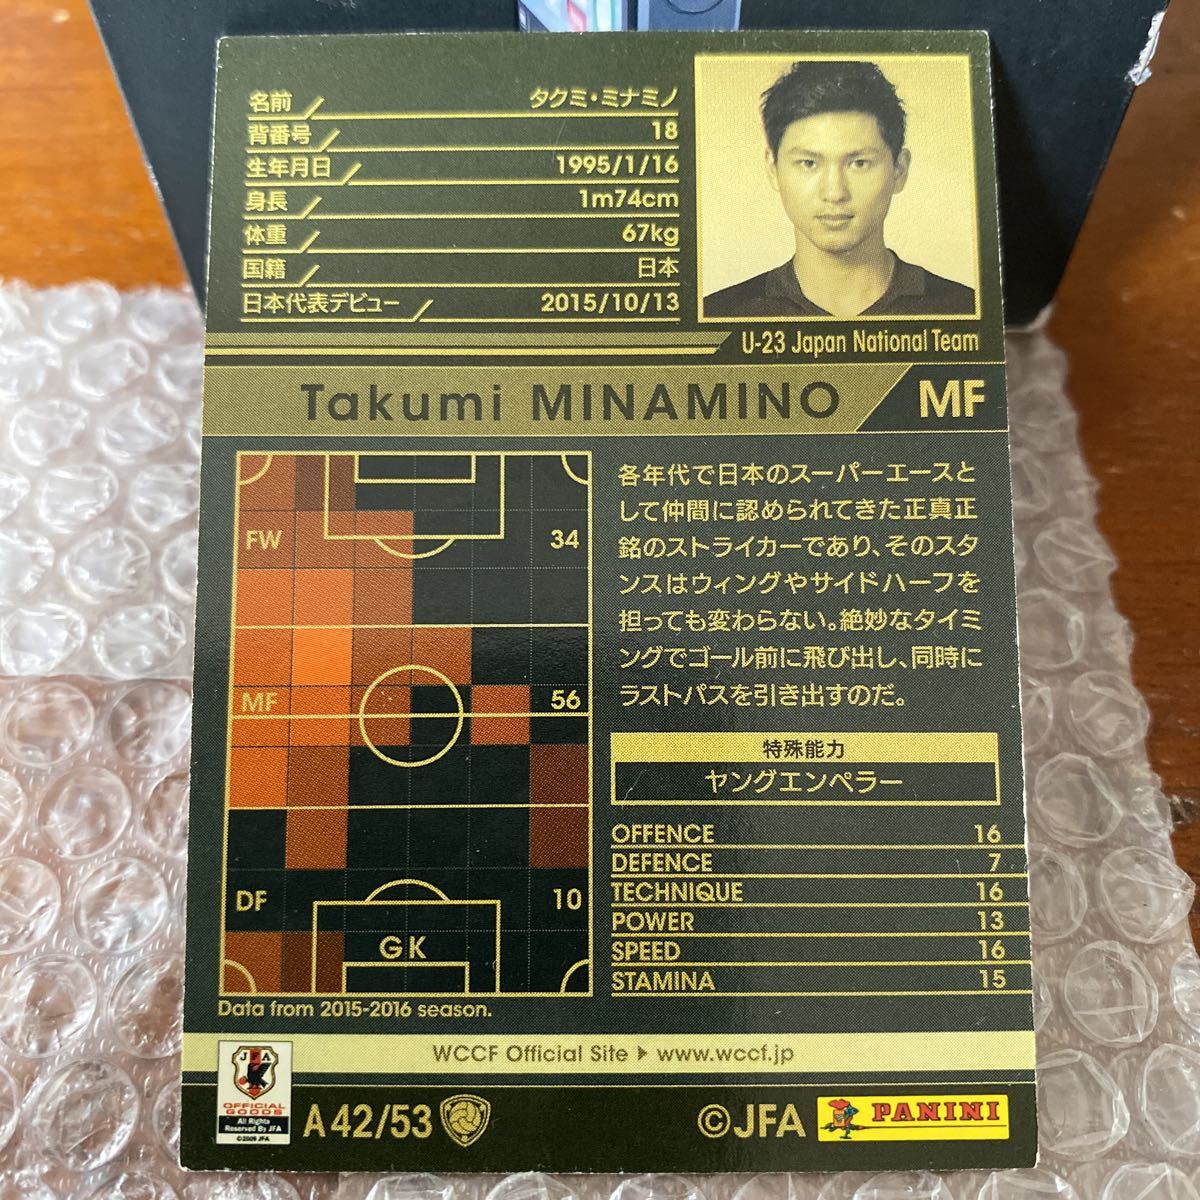 名前 タクミ・ミナミノ
背番号 18
生年月日 1995/1/16
身長 1m74cm
体重 67kg
国籍 日本
日本代表デビュー 2015/10/13
U-23 Japan National Team
Takumi MINAMINO MF
FW 34
MF 56
DF 10
GK
Data from 2015-2016 season.
各年代で日本のスーパーエースと
して仲間に認められてきた正真正
銘のストライカーであり、そのスタ
ンスはウィングやサイドハーフを
担っても変わらない。絶妙なタイミ
ングでゴール前に飛び出し、同時に
ラストパスを引き出すのだ。
特殊能力
ヤングエンペラー
OFFENCE 16
DEFENCE 7
TECHNIQUE 16
POWER 13
SPEED 16
STAMINA 15
WCCF Official Site ▶ www.wccf.jp
JFA
OFFICIAL
GOODS
All Rights
Reserved By JFA
©2009 JFA
A 42/53
©JFA
PANINI